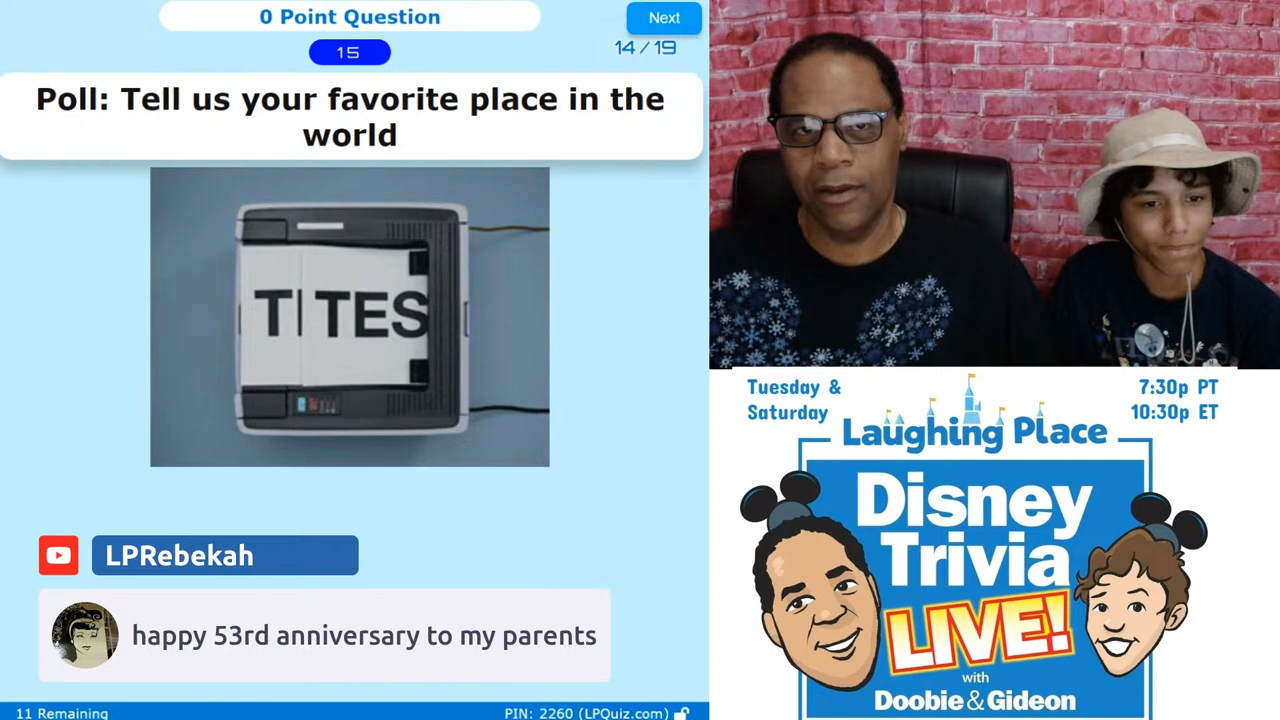 0 Point Question
Next
15
14/19
Poll: Tell us your favorite place in the
world
TI TES
LPRebekah
happy 53rd anniversary to my parents
11 Remaining
PIN: 2260 (LPQuiz.com)
Tuesday &
Saturday
7:30p PT
10:30p ET
Laughing Place
Disney
Trivia
LIVE!
with
Doobie & Gideon